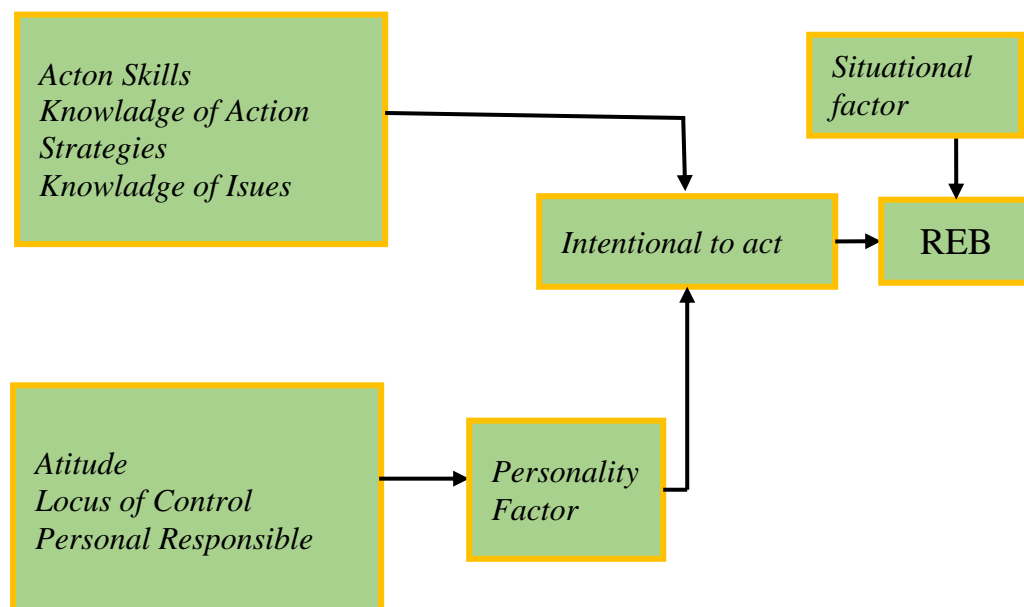 Acton Skills
Knowladge of Action
Strategies
Knowladge of Isues
Situational
factor
Intentional to act
REB
Atitude
Locus of Control
Personal Responsible
Personality
Factor